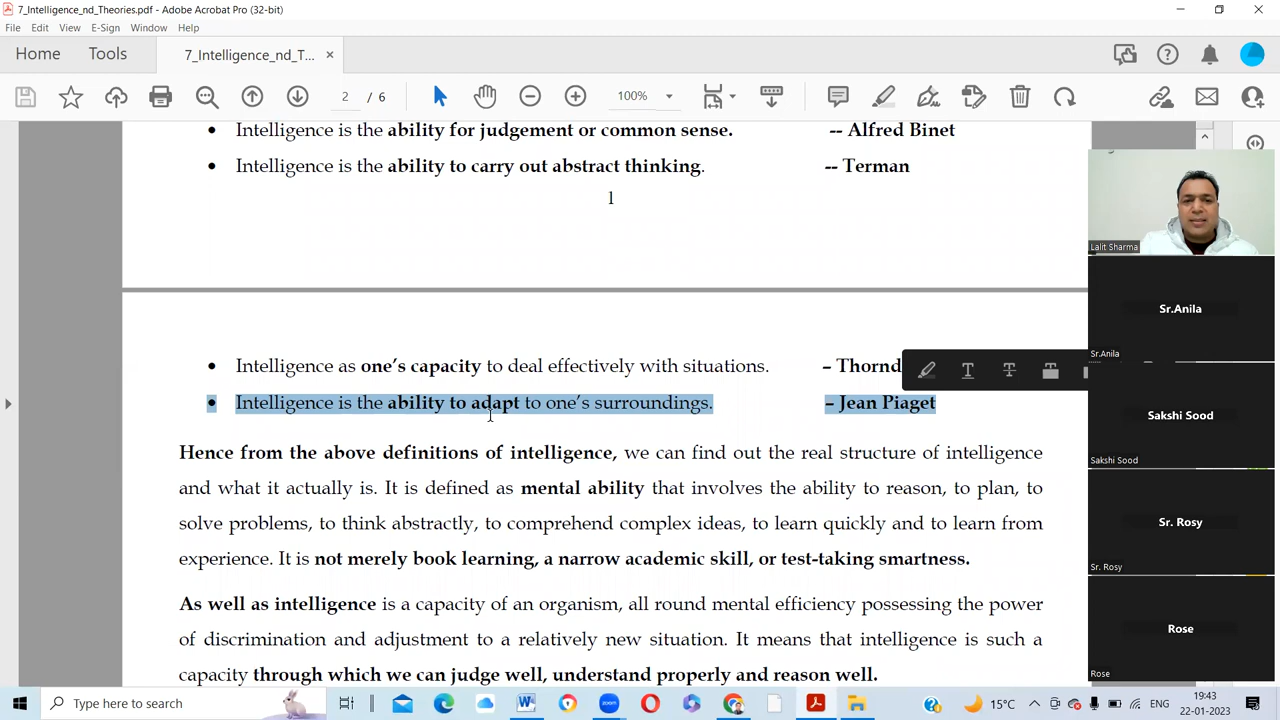 7_Intelligence_nd_Theories.pdf - Adobe Acrobat Pro (32-bit)
File Edit View E-Sign Window Help
Home Tools 7_Intelligence_nd_T... ×
2 / 6 100%
• Intelligence is the ability for judgement or common sense. -- Alfred Binet
• Intelligence is the ability to carry out abstract thinking. -- Terman
1
• Intelligence as one's capacity to deal effectively with situations. – Thornd
• Intelligence is the ability to adapt to one's surroundings. – Jean Piaget
Hence from the above definitions of intelligence, we can find out the real structure of intelligence
and what it actually is. It is defined as mental ability that involves the ability to reason, to plan, to
solve problems, to think abstractly, to comprehend complex ideas, to learn quickly and to learn from
experience. It is not merely book learning, a narrow academic skill, or test-taking smartness.
As well as intelligence is a capacity of an organism, all round mental efficiency possessing the power
of discrimination and adjustment to a relatively new situation. It means that intelligence is such a
capacity through which we can judge well, understand properly and reason well.
Lalit Sharma
Sr.Anila
Sr.Anila
Sakshi Sood
Sakshi Sood
Sr. Rosy
Sr. Rosy
Rose
Rose
Type here to search
zoom
15°C ENG 19:43
22-01-2023